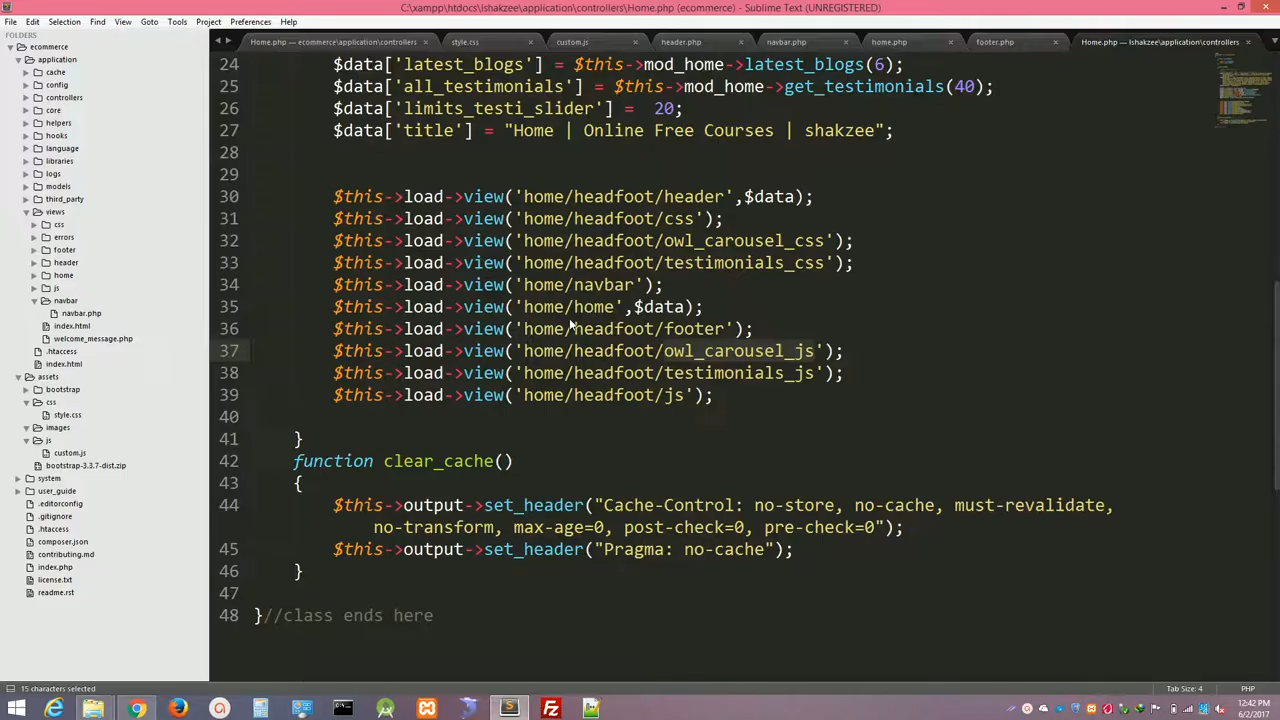 C:\xampp\htdocs\lshakzee\application\controllers\Home.php (ecommerce) - Sublime Text (UNREGISTERED)
File Edit Selection Find View Goto Tools Project Preferences Help
FOLDERS
ecommerce
application
cache
config
controllers
core
helpers
hooks
language
libraries
logs
models
third_party
views
css
errors
footer
header
home
js
navbar
navbar.php
index.html
welcome_message.php
.htaccess
index.html
assets
bootstrap
css
style.css
images
js
custom.js
bootstrap-3.3.7-dist.zip
system
user_guide
.editorconfig
.gitignore
.htaccess
composer.json
contributing.md
index.php
license.txt
readme.rst
Home.php — ecommerce\application\controllers × style.css × custom.js × header.php × navbar.php × home.php × footer.php × Home.php — lshakzee\application\controllers ×
24 $data['latest_blogs'] = $this->mod_home->latest_blogs(6);
25 $data['all_testimonials'] = $this->mod_home->get_testimonials(40);
26 $data['limits_testi_slider'] = 20;
27 $data['title'] = "Home | Online Free Courses | shakzee";
28
29
30 $this->load->view('home/headfoot/header',$data);
31 $this->load->view('home/headfoot/css');
32 $this->load->view('home/headfoot/owl_carousel_css');
33 $this->load->view('home/headfoot/testimonials_css');
34 $this->load->view('home/navbar');
35 $this->load->view('home/home',$data);
36 $this->load->view('home/headfoot/footer');
37 $this->load->view('home/headfoot/owl_carousel_js');
38 $this->load->view('home/headfoot/testimonials_js');
39 $this->load->view('home/headfoot/js');
40
41 }
42 function clear_cache()
43 {
44 $this->output->set_header("Cache-Control: no-store, no-cache, must-revalidate,
no-transform, max-age=0, post-check=0, pre-check=0");
45 $this->output->set_header("Pragma: no-cache");
46 }
47
48 }//class ends here
15 characters selected
Tab Size: 4
PHP
12:42 PM
6/2/2017